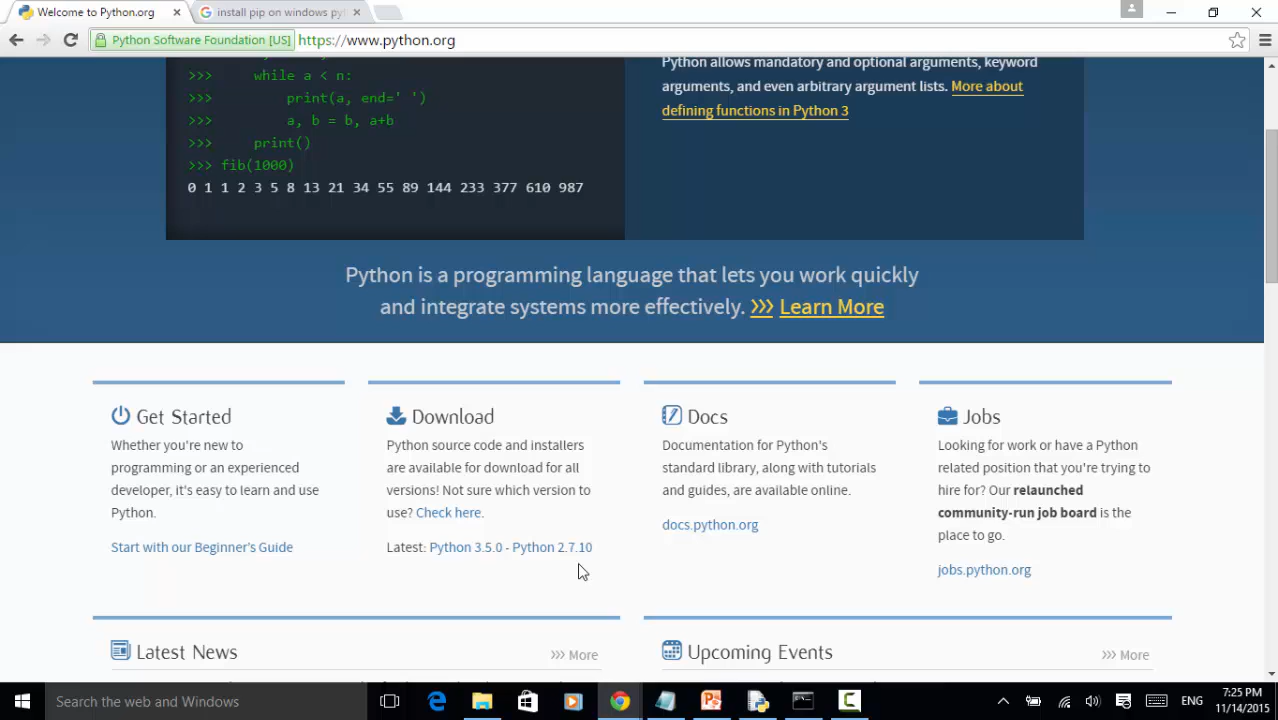 Welcome to Python.org
install pip on windows pyt
Python Software Foundation [US]
https://www.python.org
>>> while a < n:
>>> print(a, end=' ')
>>> a, b = b, a+b
>>> print()
>>> fib(1000)
0 1 1 2 3 5 8 13 21 34 55 89 144 233 377 610 987
Python allows mandatory and optional arguments, keyword
arguments, and even arbitrary argument lists. More about
defining functions in Python 3
Python is a programming language that lets you work quickly
and integrate systems more effectively. >>> Learn More
Get Started
Whether you're new to
programming or an experienced
developer, it's easy to learn and use
Python.
Start with our Beginner's Guide
Download
Python source code and installers
are available for download for all
versions! Not sure which version to
use? Check here.
Latest: Python 3.5.0 - Python 2.7.10
Docs
Documentation for Python's
standard library, along with tutorials
and guides, are available online.
docs.python.org
Jobs
Looking for work or have a Python
related position that you're trying to
hire for? Our relaunched
community-run job board is the
place to go.
jobs.python.org
Latest News
>>> More
Upcoming Events
>>> More
Search the web and Windows
ENG
7:25 PM
11/14/2015